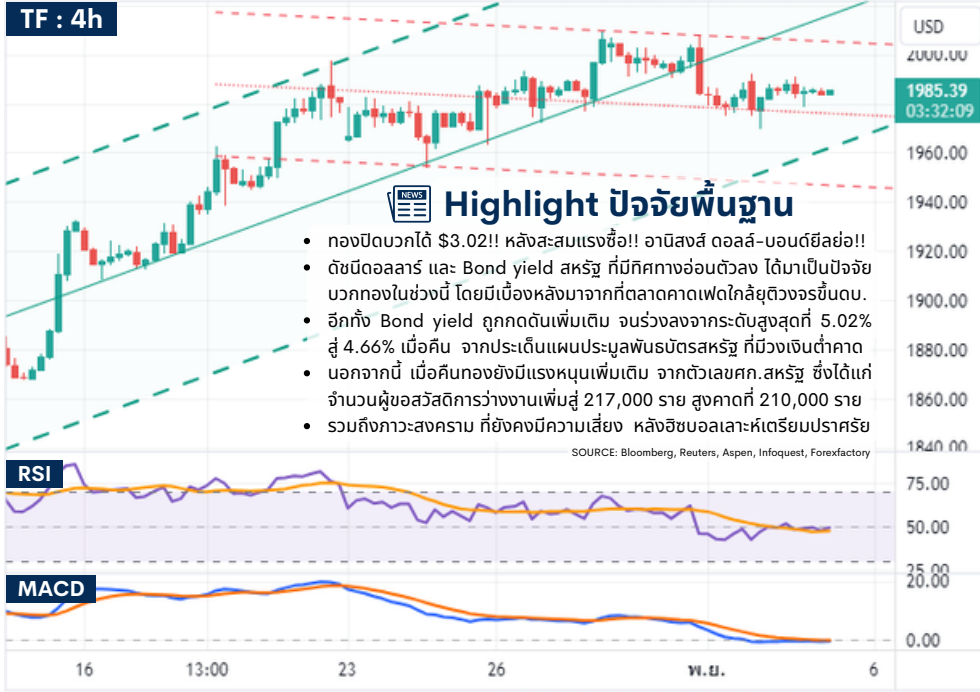 TF : 4h
USD
2000.00
1985.39
03:32:09
1960.00
1940.00
1920.00
1900.00
1880.00
1860.00
1840.00
NEWS
Highlight ปัจจัยพื้นฐาน
• ทองปิดบวกได้ $3.02!! หลังสะสมแรงซื้อ!! อานิสงส์ ดอลล์-บอนด์ยีลย่อ!!
• ดัชนีดอลลาร์ และ Bond yield สหรัฐ ที่มีทิศทางอ่อนตัวลง ได้มาเป็นปัจจัย
บวกทองในช่วงนี้ โดยมีเบื้องหลังมาจากที่ตลาดคาดเฟดใกล้ยุติวงจรขึ้นดบ.
• อีกทั้ง Bond yield ถูกกดดันเพิ่มเติม จนร่วงลงจากระดับสูงสุดที่ 5.02%
สู่ 4.66% เมื่อคืน จากประเด็นแผนประมูลพันธบัตรสหรัฐ ที่มีวงเงินต่ำคาด
• นอกจากนี้ เมื่อคืนทองยังมีแรงหนุนเพิ่มเติม จากตัวเลขศก.สหรัฐ ซึ่งได้แก่
จำนวนผู้ขอสวัสดิการว่างงานเพิ่มสู่ 217,000 ราย สูงคาดที่ 210,000 ราย
• รวมถึงภาวะสงคราม ที่ยังคงมีความเสี่ยง หลังฮิซบอลเลาะห์เตรียมปราศรัย
SOURCE: Bloomberg, Reuters, Aspen, Infoquest, Forexfactory
RSI
75.00
50.00
25.00
MACD
20.00
0.00
16 13:00 23 26 พ.ย. 6